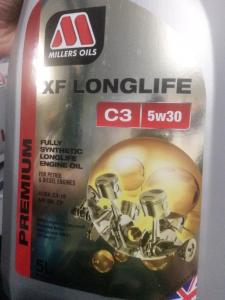 M
MILLERS OILS
XF LONGLIFE
C3 5w30
FULLY
SYNTHETIC
LONGLIFE
ENGINE OIL
FOR PETROL
& DIESEL ENGINES
PREMIUM